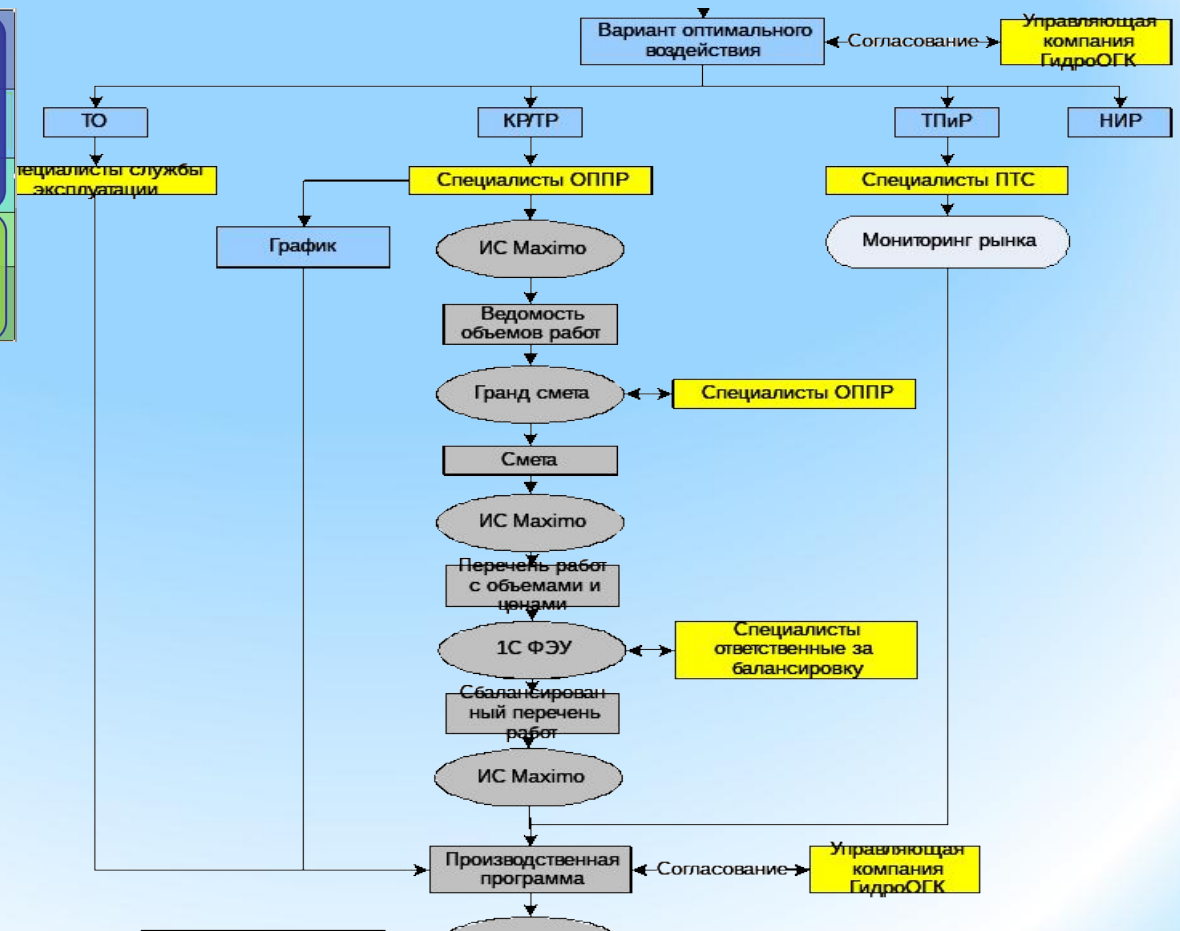 Вариант оптимального
воздействия
Согласование
Управляющая
компания
ГидроОГК
ТО
КР/ТР
ТПиР
НИР
службы
эксплуатации
Специалисты ОППР
Специалисты ПТС
График
ИС Maximo
Мониторинг рынка
Ведомость
объемов работ
Гранд смета
Специалисты ОППР
Смета
ИС Maximo
Перечень работ
с объемами и
ценами
1С ФЭУ
Специалисты
ответственные за
балансировку
Сбалансирован
ный перечень
работ
ИС Maximo
Производственная
программа
Согласование
Управляющая
компания
ГидроОГК